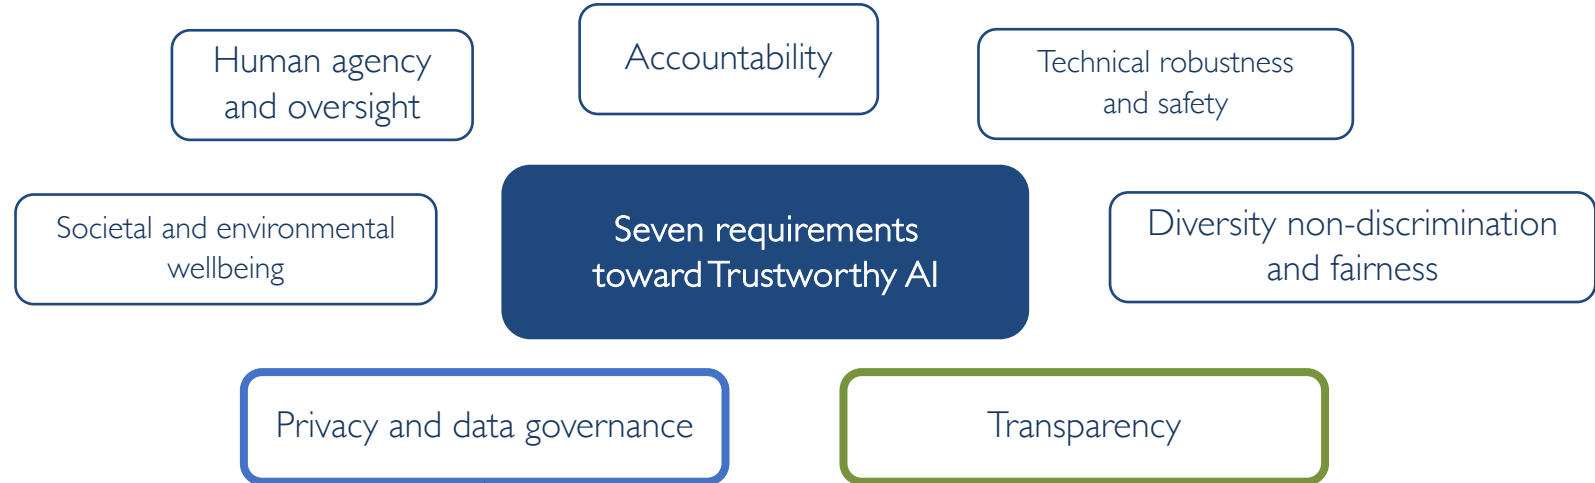 Human agency
and oversight
Accountability
Technical robustness
and safety
Societal and environmental
wellbeing
Seven requirements
toward Trustworthy AI
Diversity non-discrimination
and fairness
Privacy and data governance
Transparency